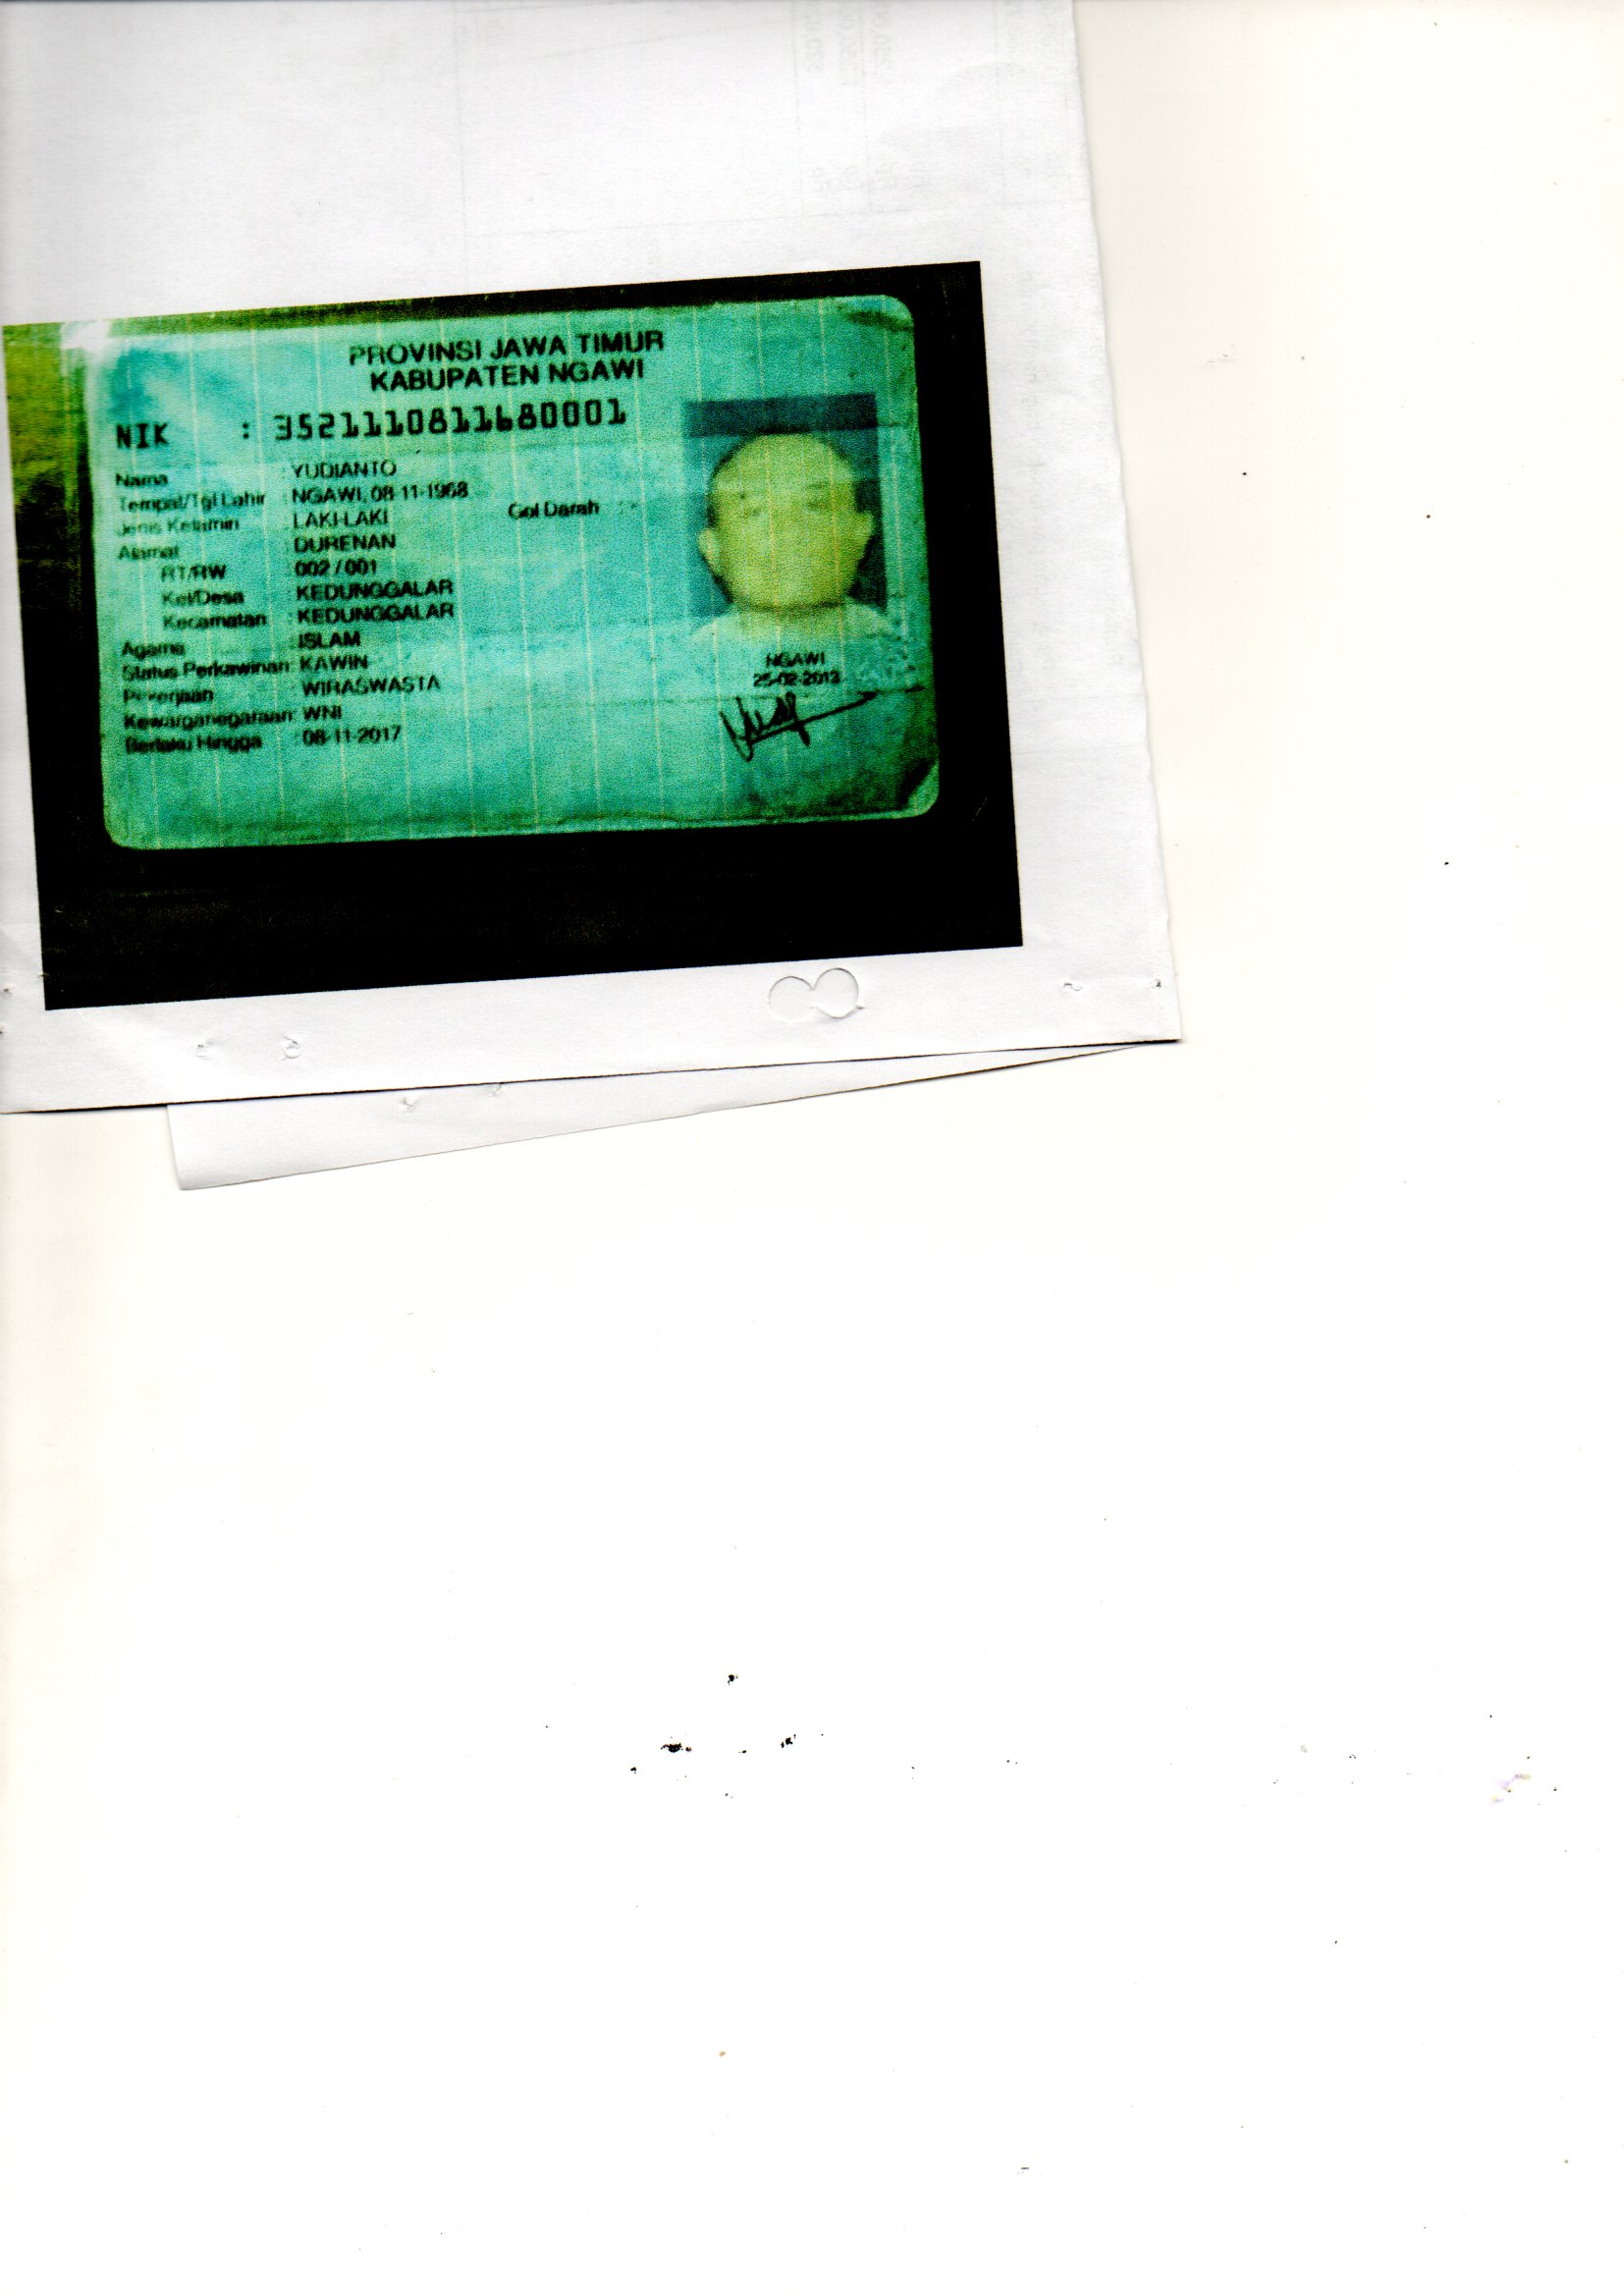 PROVINSI JAWA TIMUR
KABUPATEN NGAWI
NIK : 3521110811680001
Nama : YUDIANTO
Tempat/Tgl Lahir : NGAWI, 08-11-1968
Jenis Kelamin : LAKI-LAKI Gol Darah : -
Alamat : DURENAN
RT/RW : 002 / 001
Kel/Desa : KEDUNGGALAR
Kecamatan : KEDUNGGALAR
Agama : ISLAM
Status Perkawinan : KAWIN
Pekerjaan : WIRASWASTA
Kewarganegaraan : WNI
Berlaku Hingga : 08-11-2017
NGAWI
25-02-2013